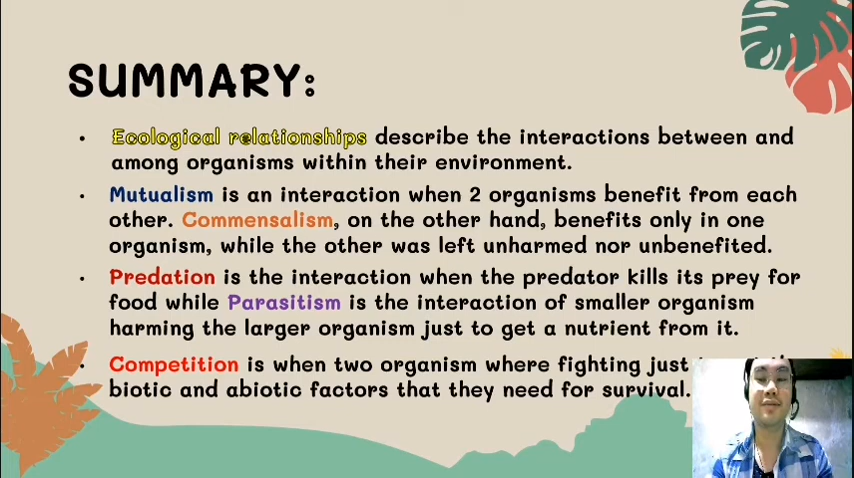 SUMMARY:
Ecological relationships describe the interactions between and
among organisms within their environment.
Mutualism is an interaction when 2 organisms benefit from each
other. Commensalism, on the other hand, benefits only in one
organism, while the other was left unharmed nor unbenefited.
Predation is the interaction when the predator kills its prey for
food while Parasitism is the interaction of smaller organism
harming the larger organism just to get a nutrient from it.
Competition is when two organism where fighting just
biotic and abiotic factors that they need for survival.